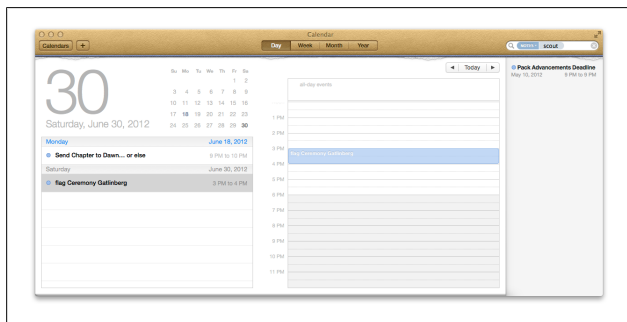 Calendar
Calendars +
Day Week Month Year
scout
30
Saturday, June 30, 2012
Su Mo Tu We Th Fr Sa
1 2
3 4 5 6 7 8 9
10 11 12 13 14 15 16
17 18 19 20 21 22 23
24 25 26 27 28 29 30
Monday June 18, 2012
Send Chapter to Dawn... or else 9 PM to 10 PM
Saturday June 30, 2012
flag Ceremony Gatlinberg 3 PM to 4 PM
◀ Today ▶
all-day events
1 PM
2 PM
3 PM
flag Ceremony Gatlinberg
4 PM
5 PM
6 PM
7 PM
8 PM
9 PM
10 PM
11 PM
Pack Advancements Deadline
May 10, 2012 9 PM to 9 PM